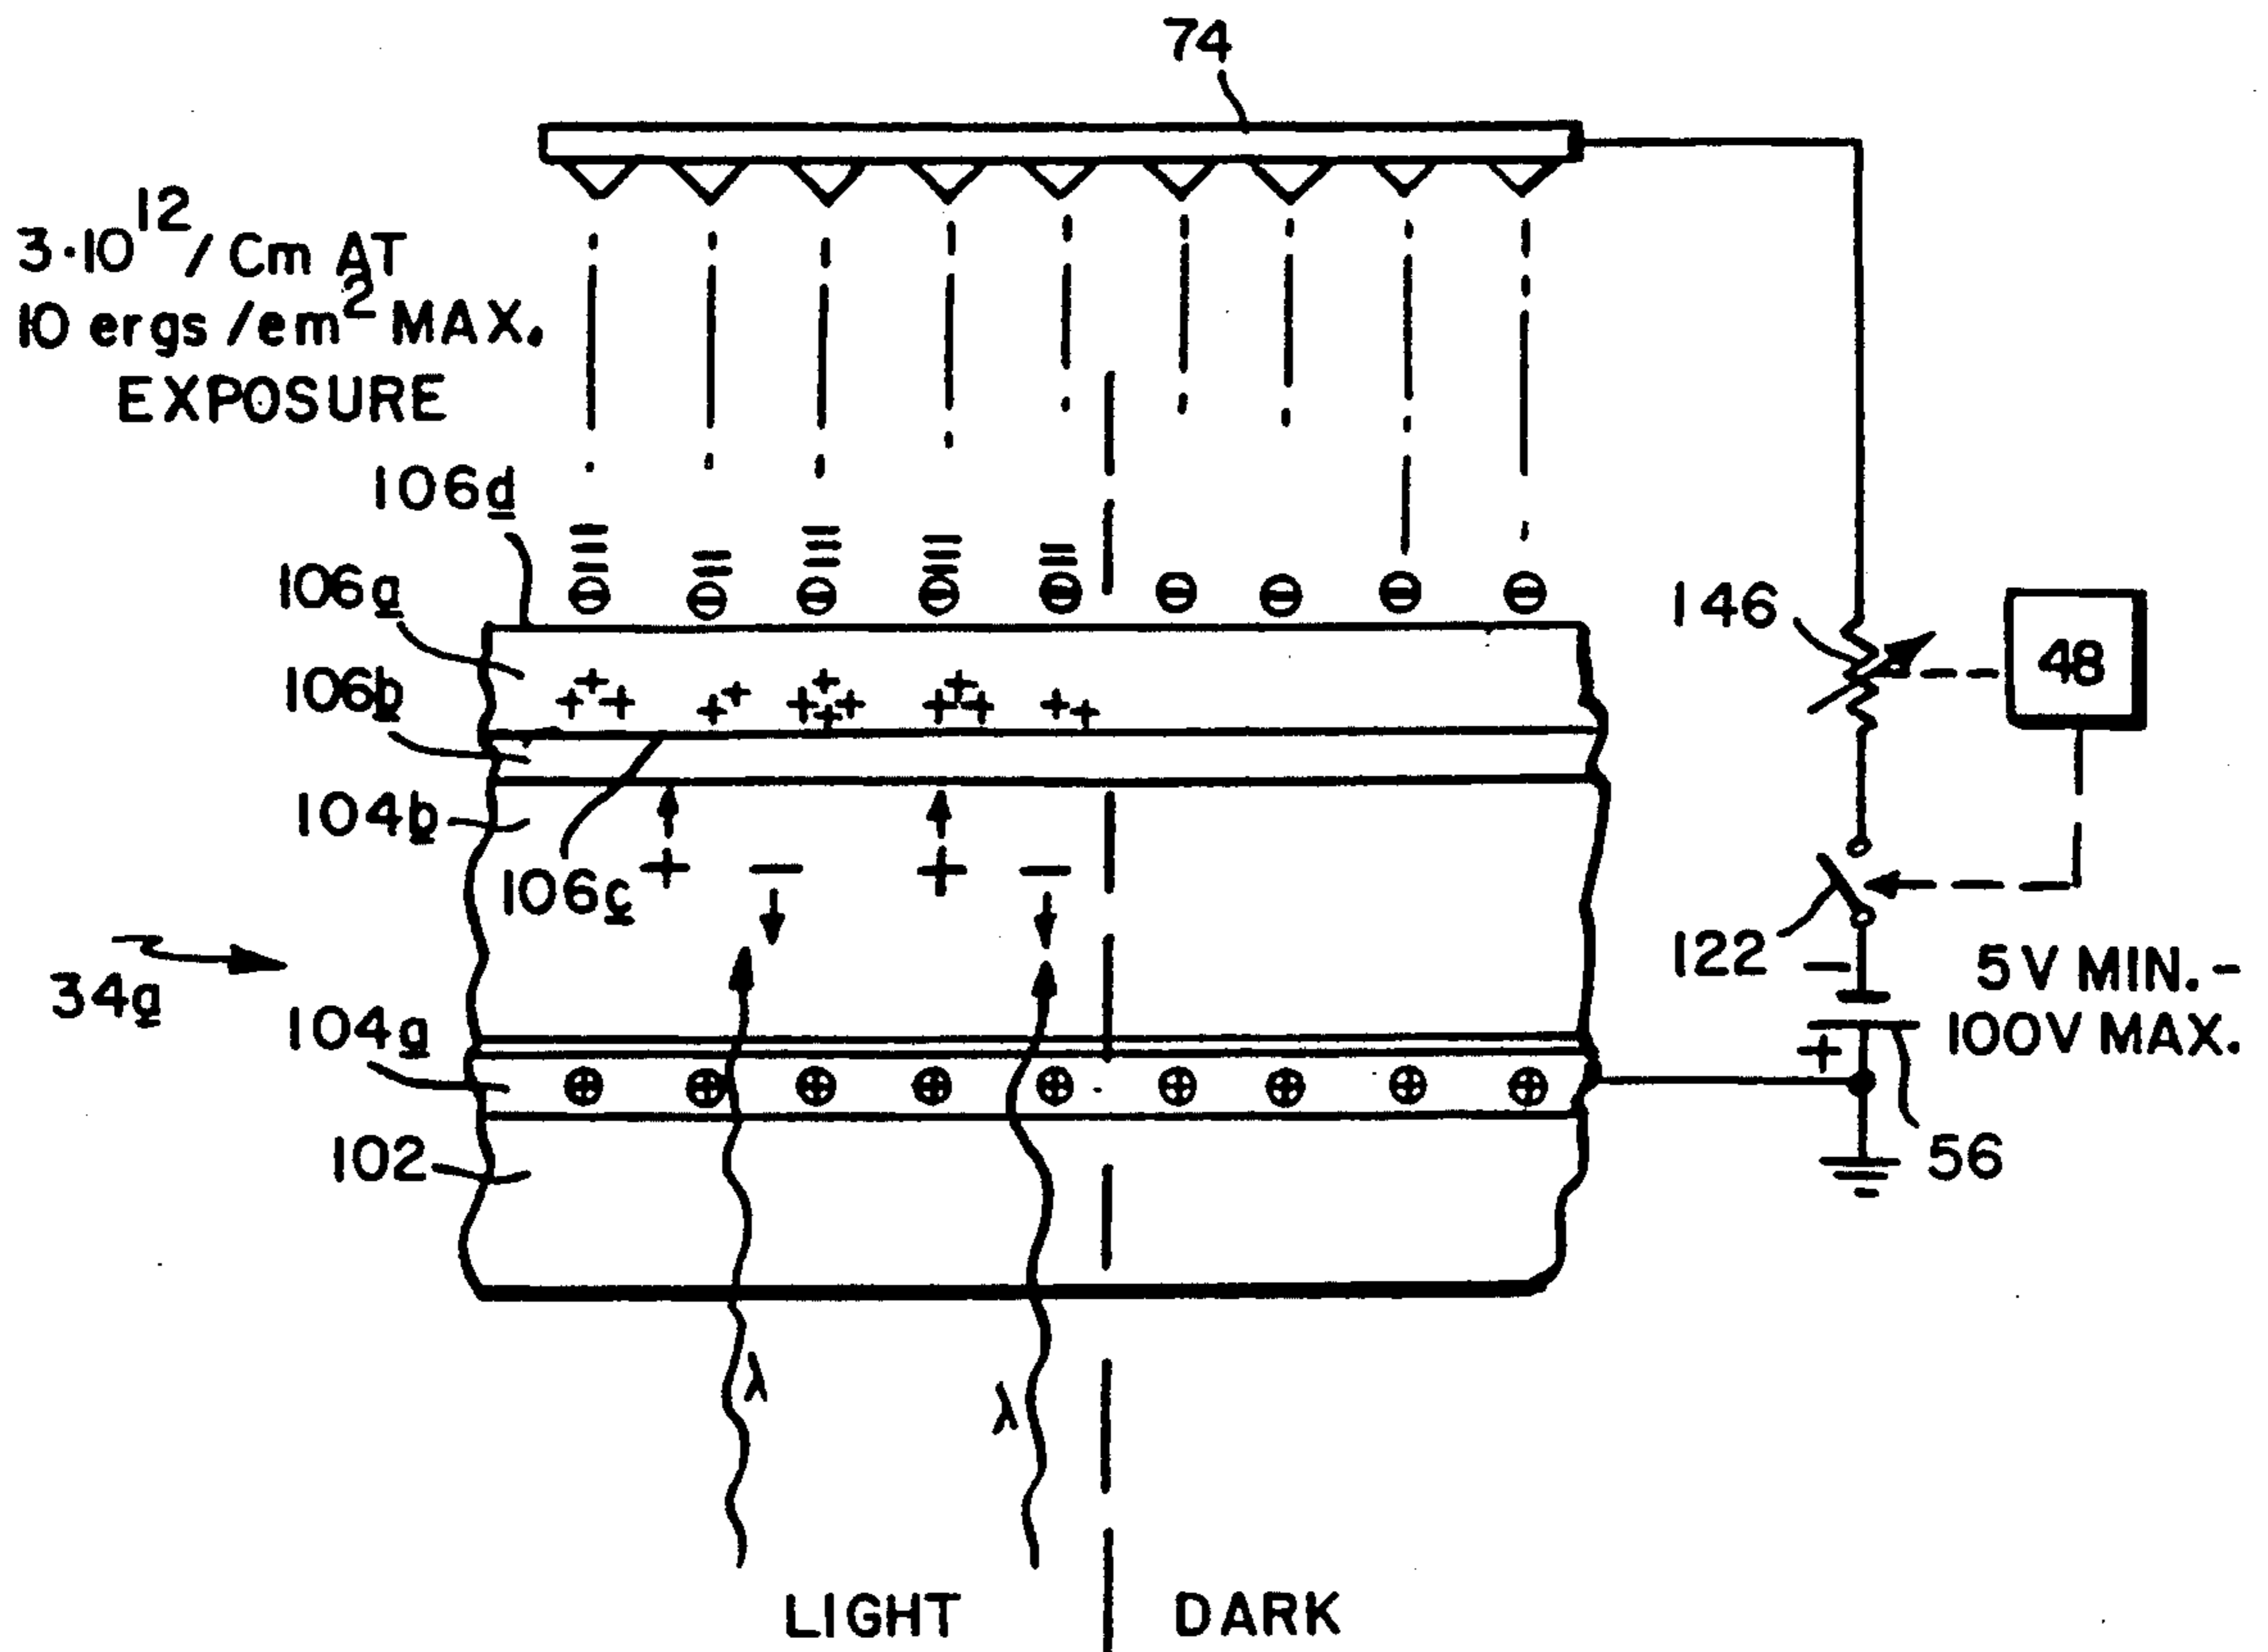 74
3·10¹²/Cm AT
10 ergs/em² MAX.
EXPOSURE
106d
106a
106b
104b
106c
34a
104a
102
146
48
122
5V MIN.-
100V MAX.
56
λ
λ
LIGHT
DARK